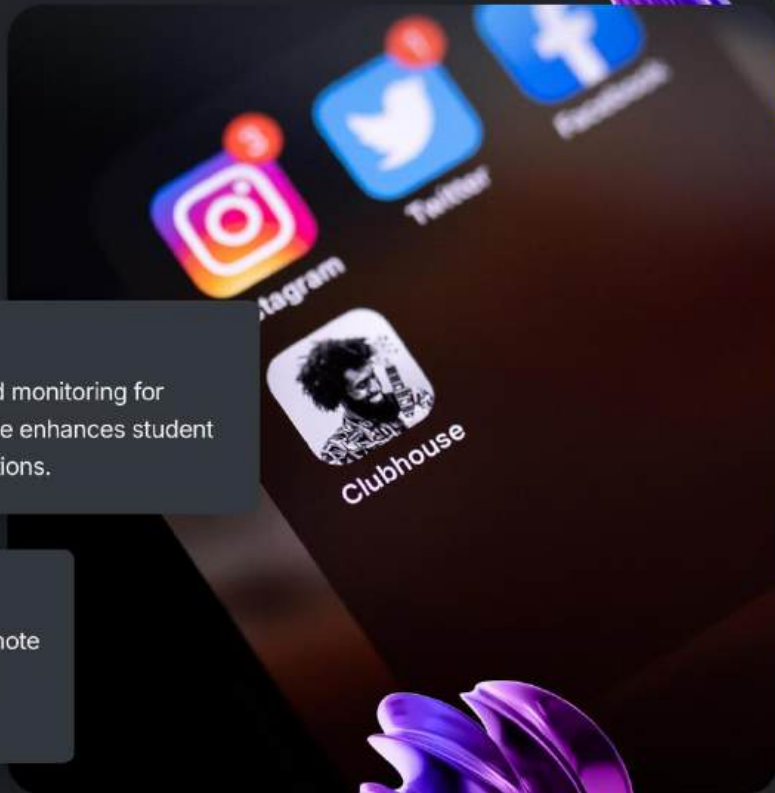 3
1
Facebook
Twitter
stagram
Clubhouse
d monitoring for
e enhances student
ions.
note